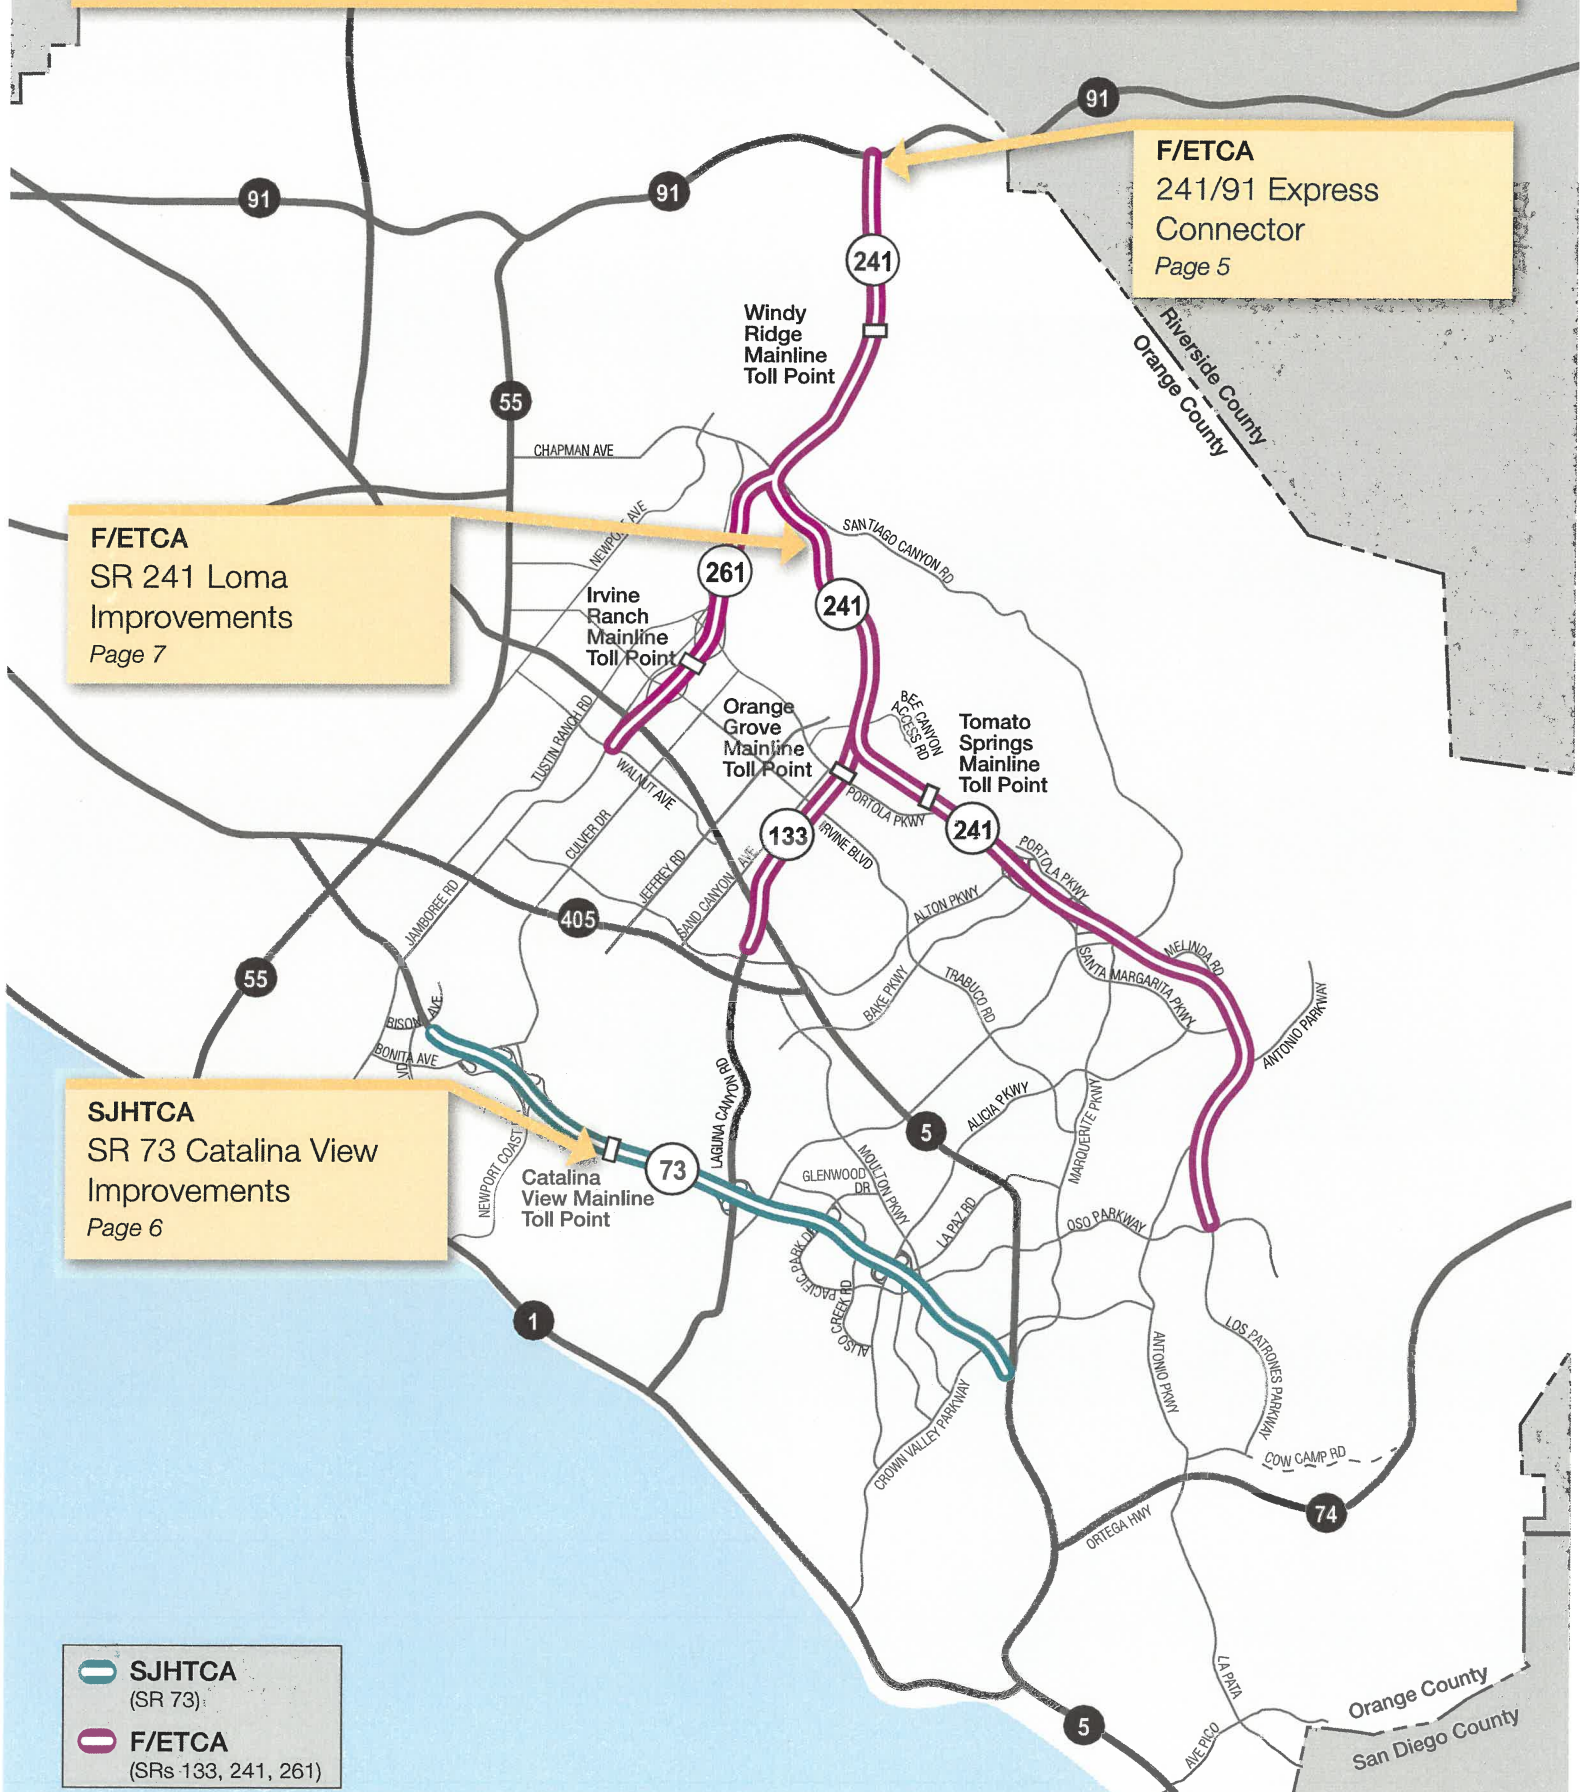 91
F/ETCA
241/91 Express
Connector
Page 5
91
91
241
Windy
Ridge
Mainline
Toll Point
Riverside County
Orange County
55
CHAPMAN AVE
F/ETCA
SR 241 Loma
Improvements
Page 7
SANTIAGO CANYON RD
261
Irvine
Ranch
Mainline
Toll Point
241
TUSTIN RANCH RD
Orange
Grove
Mainline
Toll Point
BEE CANYON
ACCESS RD
Tomato
Springs
Mainline
Toll Point
WALNUT AVE
PORTOLA PKWY
133
IRVINE BLVD
241
CULVER DR
JEFFREY RD
SAND CANYON AVE
PORTOLA PKWY
JAMBOREE RD
405
ALTON PKWY
MELINDA RD
SANTA MARGARITA PKWY
55
BAKE PKWY
TRABUCO RD
ANTONIO PARKWAY
BISON AVE
BONITA AVE
LAGUNA CANYON RD
SJHTCA
SR 73 Catalina View
Improvements
Page 6
ALICIA PKWY
MARGUERITE PKWY
5
NEWPORT COAST
73
Catalina
View Mainline
Toll Point
GLENWOOD
DR
MOULTON PKWY
LA PAZ RD
OSO PARKWAY
PACIFIC PARK DR
ALISO CREEK RD
1
LOS PATRONES PARKWAY
ANTONIO PKWY
CROWN VALLEY PARKWAY
COW CAMP RD
74
ORTEGA HWY
SJHTCA
(SR 73)
F/ETCA
(SRs 133, 241, 261)
LA PATA
AVE PICO
5
Orange County
San Diego County